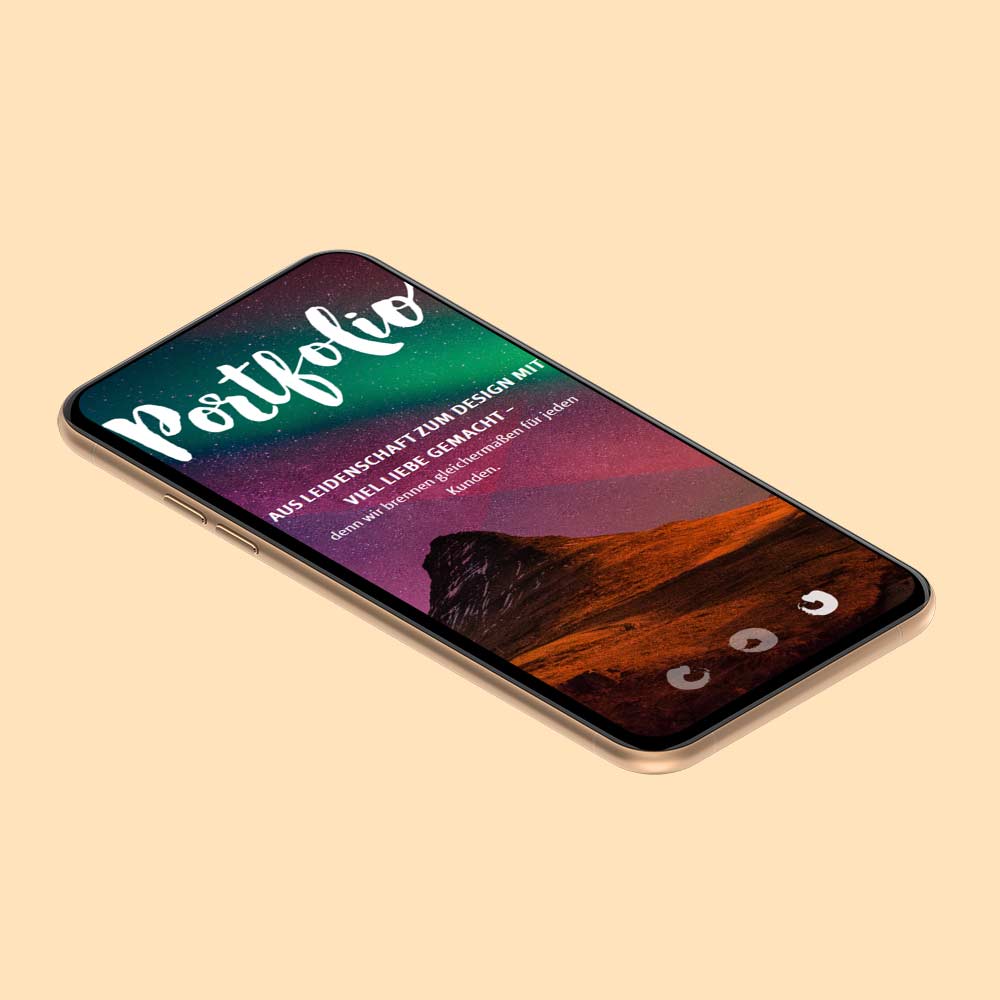 Portfolio
AUS LEIDENSCHAFT ZUM DESIGN MIT
VIEL LIEBE GEMACHT –
denn wir brennen gleichermaßen für jeden
Kunden.